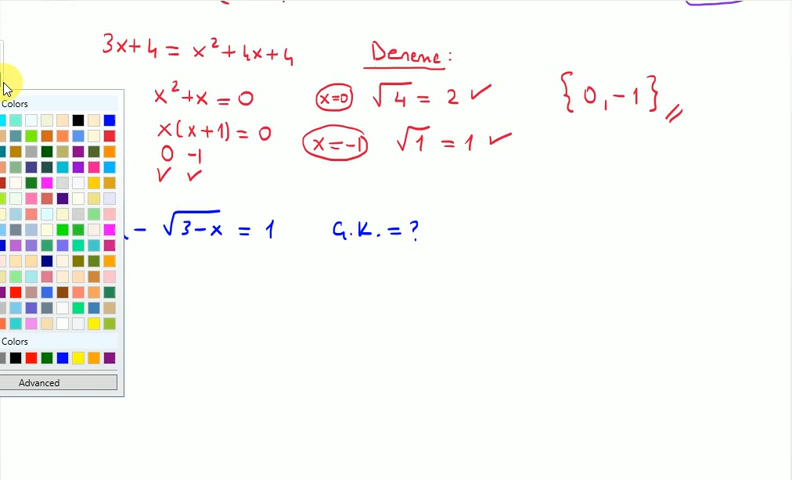 3x+4 = x²+4x+4
Deneme:
x²+x = 0
x=0 √4 = 2 ✓
{0,-1}
x(x+1) = 0
x=-1 √1 = 1 ✓
0 -1
✓ ✓
- √3-x = 1 Ç.K. = ?
Colors
Colors
Advanced